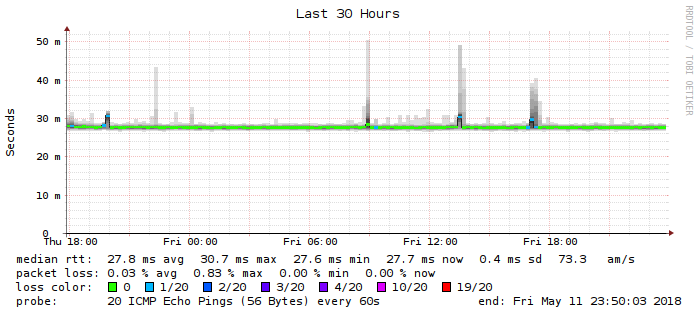 Last 30 Hours
RRDTOOL / TOBI OETIKER
Seconds
50 m
40 m
30 m
20 m
10 m
0
Thu 18:00 Fri 00:00 Fri 06:00 Fri 12:00 Fri 18:00
median rtt: 27.8 ms avg 30.7 ms max 27.6 ms min 27.7 ms now 0.4 ms sd 73.3 am/s
packet loss: 0.03 % avg 0.83 % max 0.00 % min 0.00 % now
loss color: 0 1/20 2/20 3/20 4/20 10/20 19/20
probe: 20 ICMP Echo Pings (56 Bytes) every 60s end: Fri May 11 23:50:03 2018